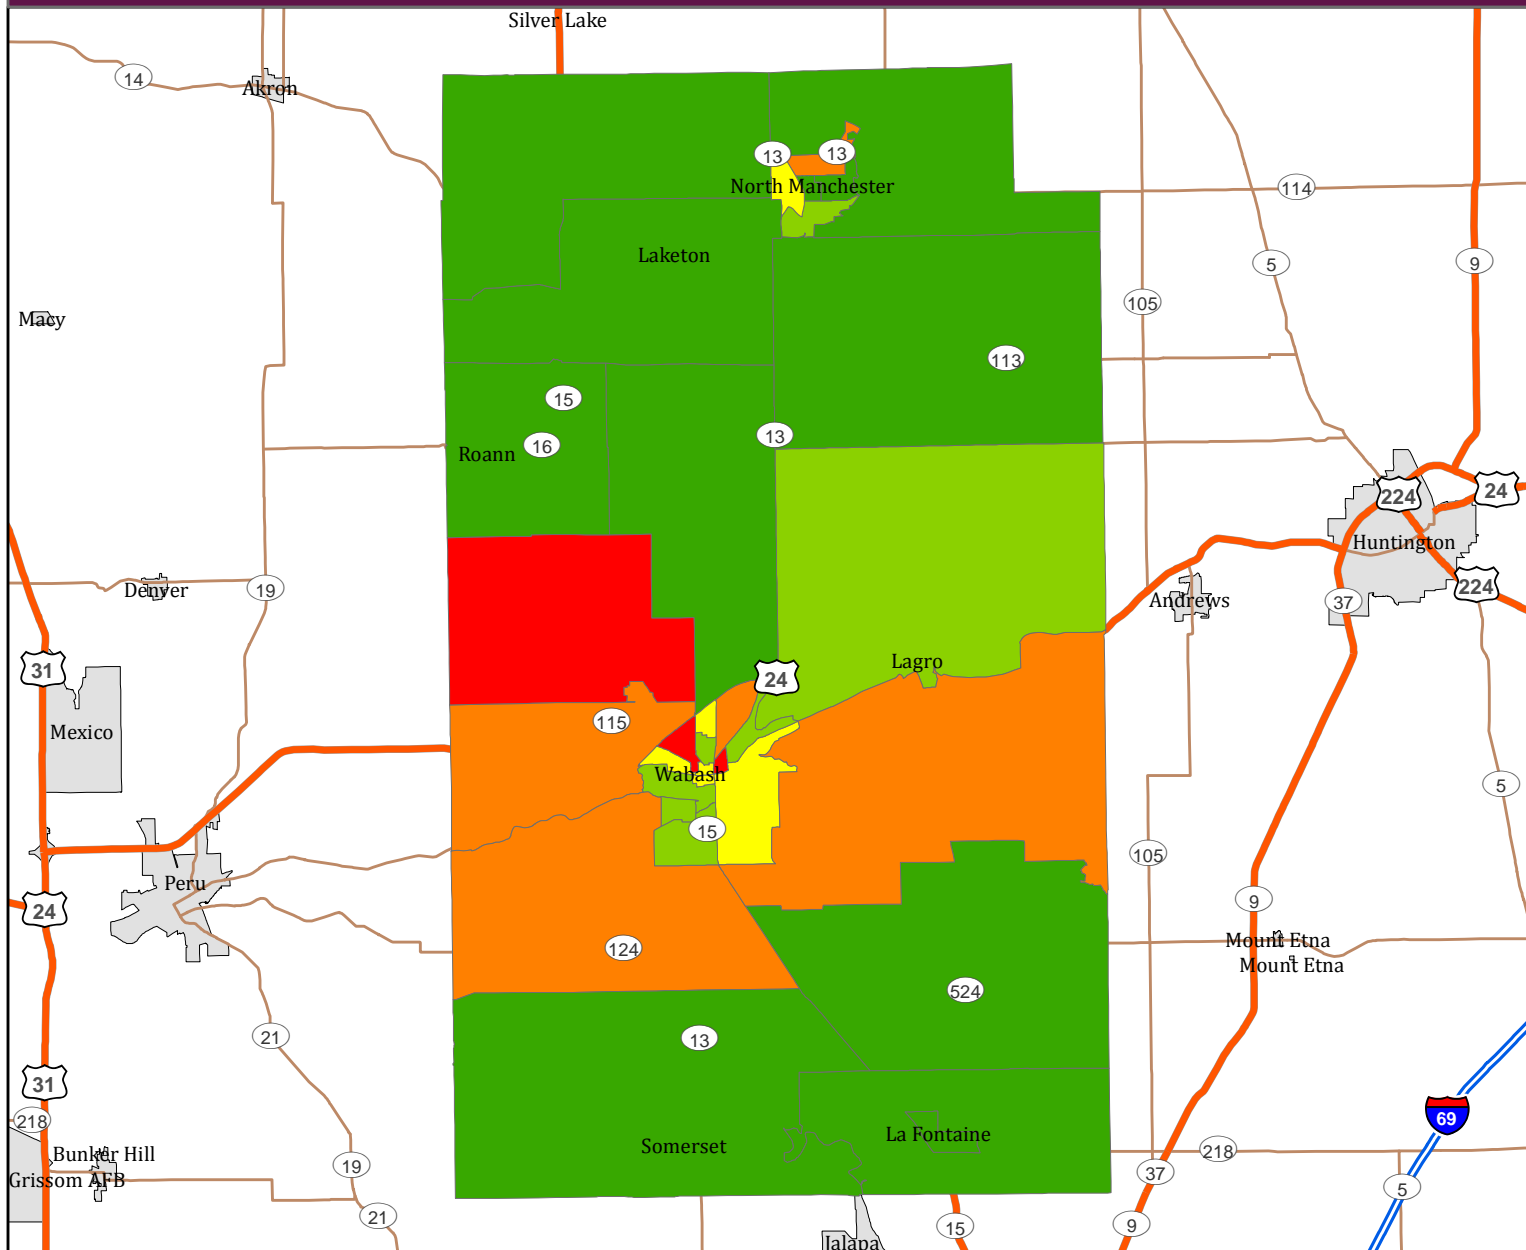 Silver Lake
14
Akron
13
13
North Manchester
114
Laketon
5
9
105
Macy
113
15
13
16
Roann
224
24
Huntington
Denver
19
224
Andrews
37
31
Lagro
24
115
Mexico
Wabash
5
15
105
Peru
24
9
124
Mount Etna
Mount Etna
524
21
13
31
69
218
La Fontaine
Somerset
218
Bunker Hill
19
37
Grissom AFB
5
21
9
15
Jalapa